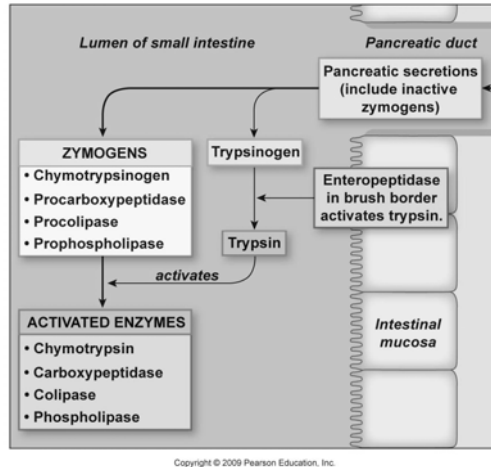 Lumen of small intestine
Pancreatic duct
Pancreatic secretions
(include inactive
zymogens)
ZYMOGENS
• Chymotrypsinogen
• Procarboxypeptidase
• Procolipase
• Prophospholipase
Trypsinogen
Enteropeptidase
in brush border
activates trypsin.
Trypsin
activates
ACTIVATED ENZYMES
• Chymotrypsin
• Carboxypeptidase
• Colipase
• Phospholipase
Intestinal
mucosa
Copyright © 2009 Pearson Education, Inc.